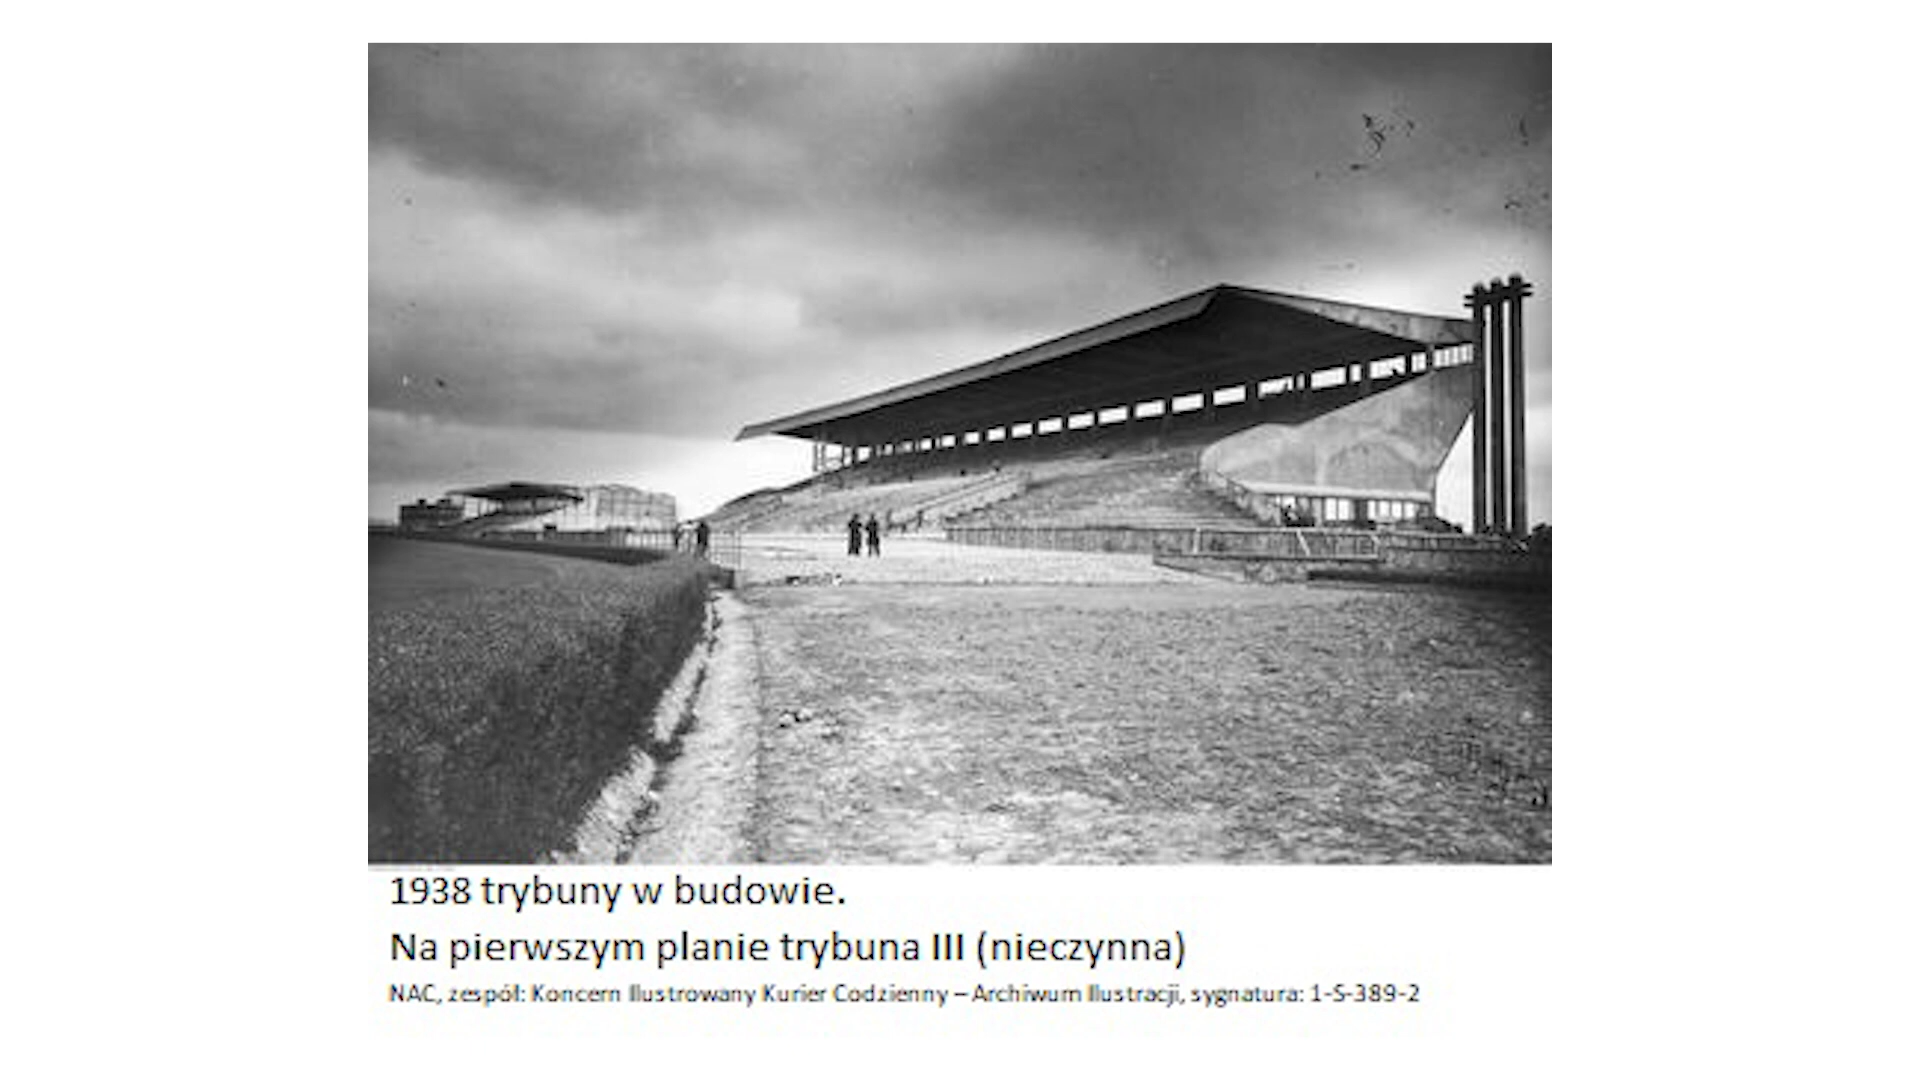 1938 trybuny w budowie.
Na pierwszym planie trybuna III (nieczynna)
NAC, zespół: Koncern Ilustrowany Kurier Codzienny – Archiwum Ilustracji, sygnatura: 1-S-389-2